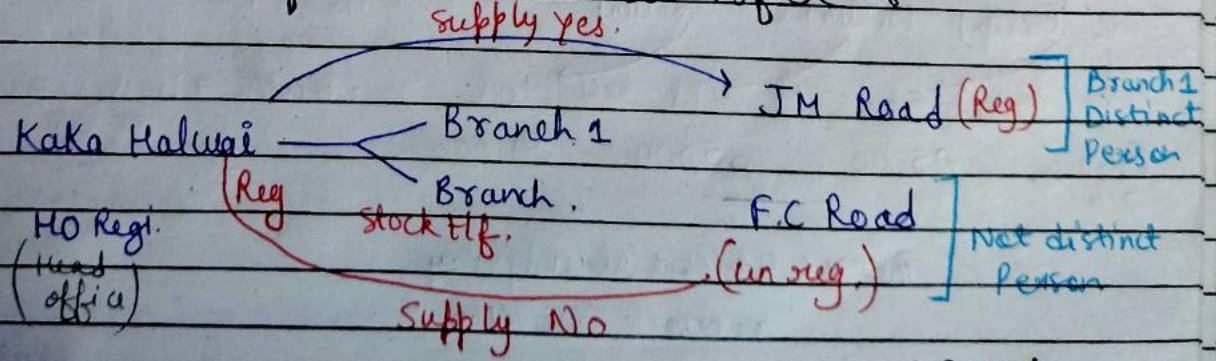 supply yes.
JM Road (Reg)
Branch 1
Distinct
Person
Kaka Halwai
Branch 1
Branch .
(Reg
HO Regi.
(Head
office)
stock tf.
F.C Road
(un reg.)
Not distinct
Person
Supply No